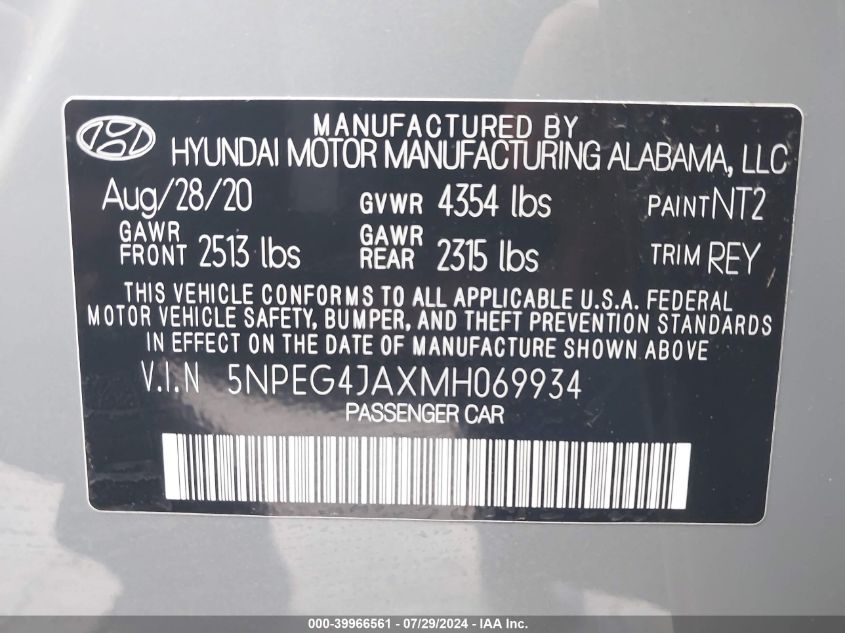 MANUFACTURED BY
HYUNDAI MOTOR MANUFACTURING ALABAMA, LLC
Aug/28/20 GVWR 4354 lbs PAINT NT2
GAWR FRONT 2513 lbs GAWR REAR 2315 lbs TRIM REY
THIS VEHICLE CONFORMS TO ALL APPLICABLE U.S.A. FEDERAL
MOTOR VEHICLE SAFETY, BUMPER, AND THEFT PREVENTION STANDARDS
IN EFFECT ON THE DATE OF MANUFACTURE SHOWN ABOVE
V.I.N 5NPEG4JAXMH069934
PASSENGER CAR
000-39966561 - 07/29/2024 - IAA Inc.